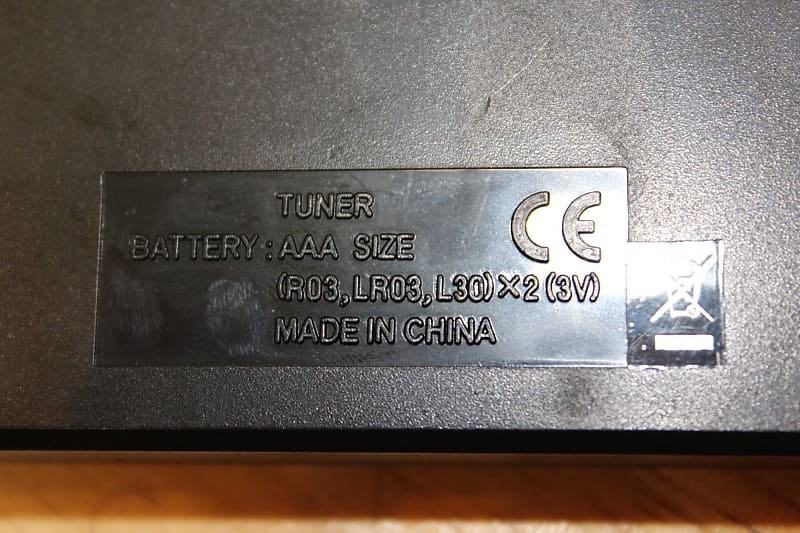 TUNER
BATTERY: AAA SIZE
(R03, LR03, L30)×2(3V)
MADE IN CHINA
CE